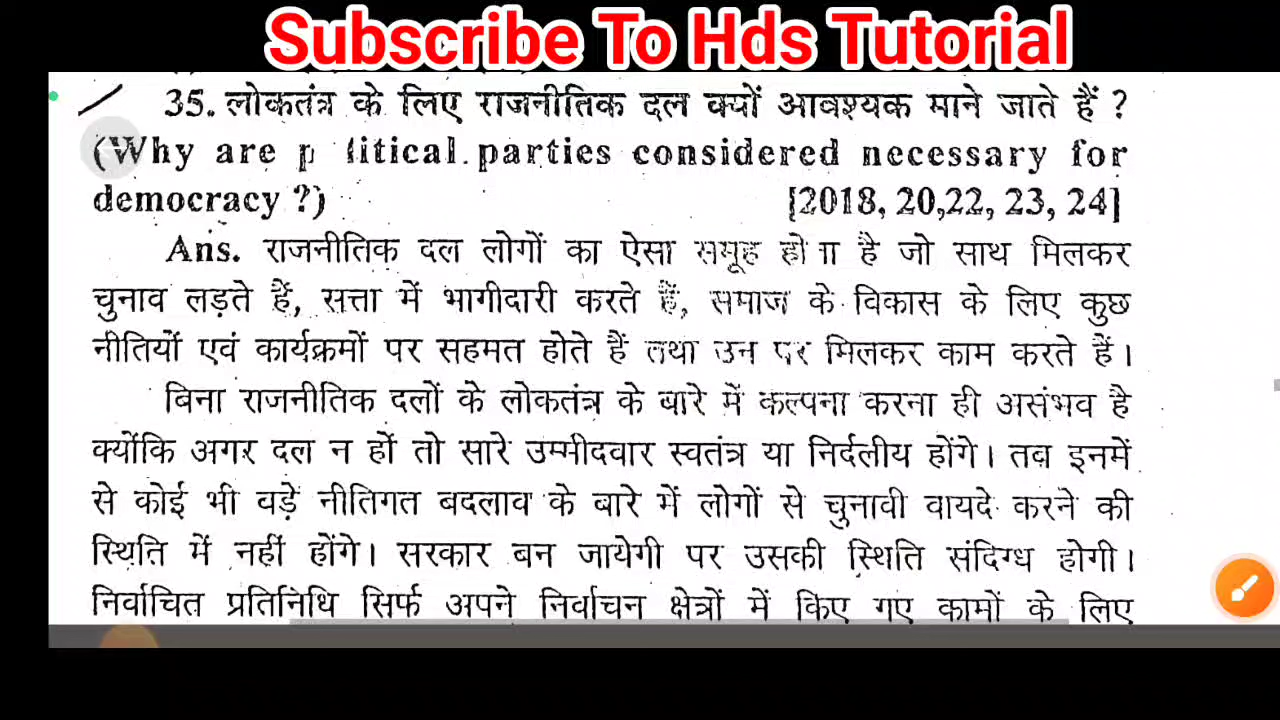 Subscribe To Hds Tutorial
35. लोकतंत्र के लिए राजनीतिक दल क्यों आवश्यक माने जाते हैं ?
(Why are p litical parties considered necessary for
democracy ?) [2018, 20,22, 23, 24]
Ans. राजनीतिक दल लोगों का ऐसा समूह होता है जो साथ मिलकर
चुनाव लड़ते हैं, सत्ता में भागीदारी करते हैं, समाज के विकास के लिए कुछ
नीतियों एवं कार्यक्रमों पर सहमत होते हैं तथा उन पर मिलकर काम करते हैं।
बिना राजनीतिक दलों के लोकतंत्र के बारे में कल्पना करना ही असंभव है
क्योंकि अगर दल न हों तो सारे उम्मीदवार स्वतंत्र या निर्दलीय होंगे। तब इनमें
से कोई भी बड़े नीतिगत बदलाव के बारे में लोगों से चुनावी वायदे करने की
स्थिति में नहीं होंगे। सरकार बन जायेगी पर उसकी स्थिति संदिग्ध होगी।
निर्वाचित प्रतिनिधि सिर्फ अपने निर्वाचन क्षेत्रों में किए गए कामों के लिए